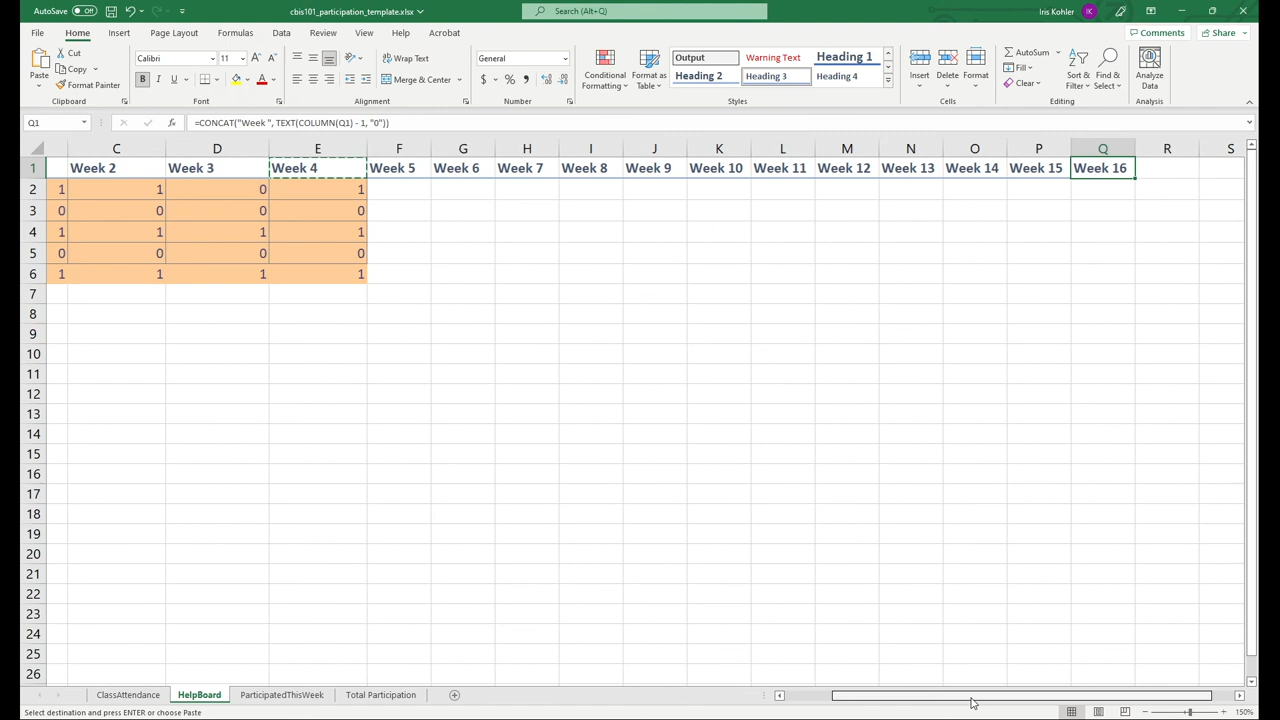 AutoSave Off cbis101_participation_template.xlsx Search (Alt+Q) Iris Kohler IK
File Home Insert Page Layout Formulas Data Review View Help Acrobat Comments Share
Paste Cut Copy Format Painter Clipboard
Calibri 11 B I U A Font
Wrap Text Merge & Center Alignment
General $ % , Number
Conditional Formatting Format as Table
Output Warning Text Heading 1
Heading 2 Heading 3 Heading 4 Styles
Insert Delete Format Cells
AutoSum Fill Clear Sort & Filter Find & Select Editing
Analyze Data Analysis
Q1 fx =CONCAT("Week ", TEXT(COLUMN(Q1) - 1, "0"))
C D E F G H I J K L M N O P Q R S
1 Week 2 Week 3 Week 4 Week 5 Week 6 Week 7 Week 8 Week 9 Week 10 Week 11 Week 12 Week 13 Week 14 Week 15 Week 16
2 1 1 0 1
3 0 0 0 0
4 1 1 1 1
5 0 0 0 0
6 1 1 1 1
7
8
9
10
11
12
13
14
15
16
17
18
19
20
21
22
23
24
25
26
ClassAttendance HelpBoard ParticipatedThisWeek Total Participation
Select destination and press ENTER or choose Paste 150%